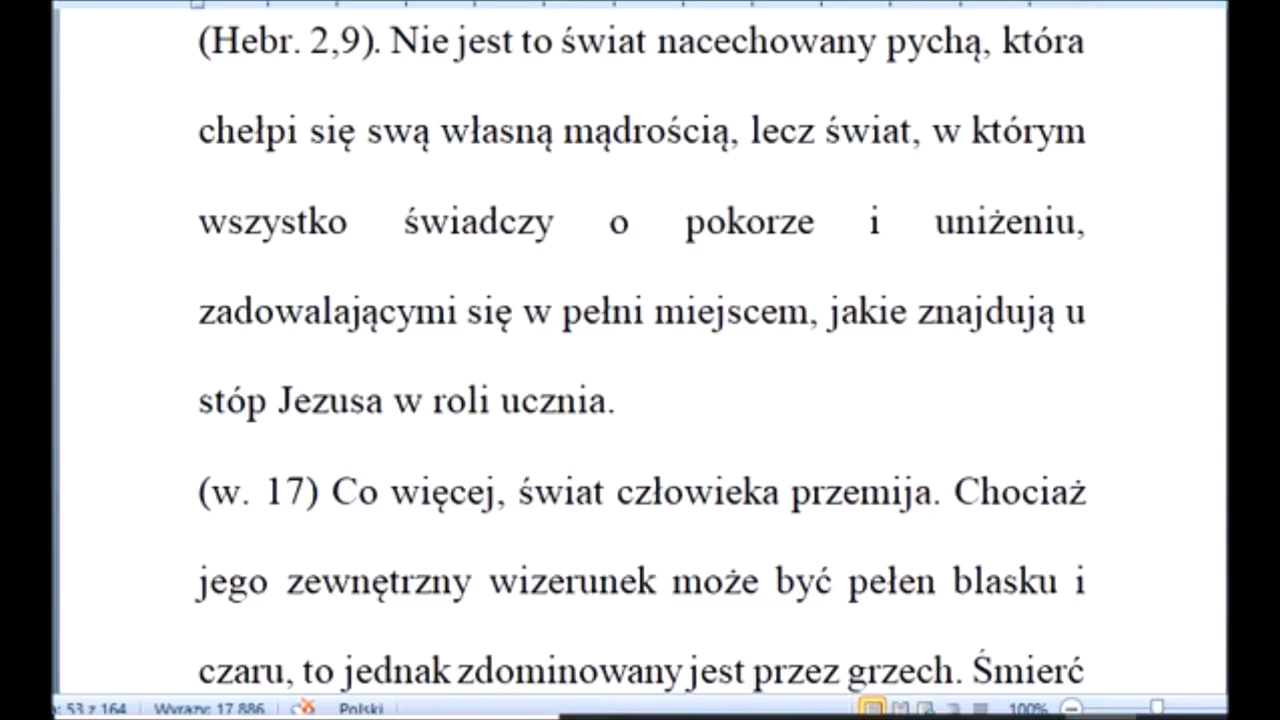 (Hebr. 2,9). Nie jest to świat nacechowany pychą, która
chełpi się swą własną mądrością, lecz świat, w którym
wszystko świadczy o pokorze i uniżeniu,
zadowalającymi się w pełni miejscem, jakie znajdują u
stóp Jezusa w roli ucznia.
(w. 17) Co więcej, świat człowieka przemija. Chociaż
jego zewnętrzny wizerunek może być pełen blasku i
czaru, to jednak zdominowany jest przez grzech. Śmierć
: 53 z 164 Wyrazy: 17 886 Polski 100%